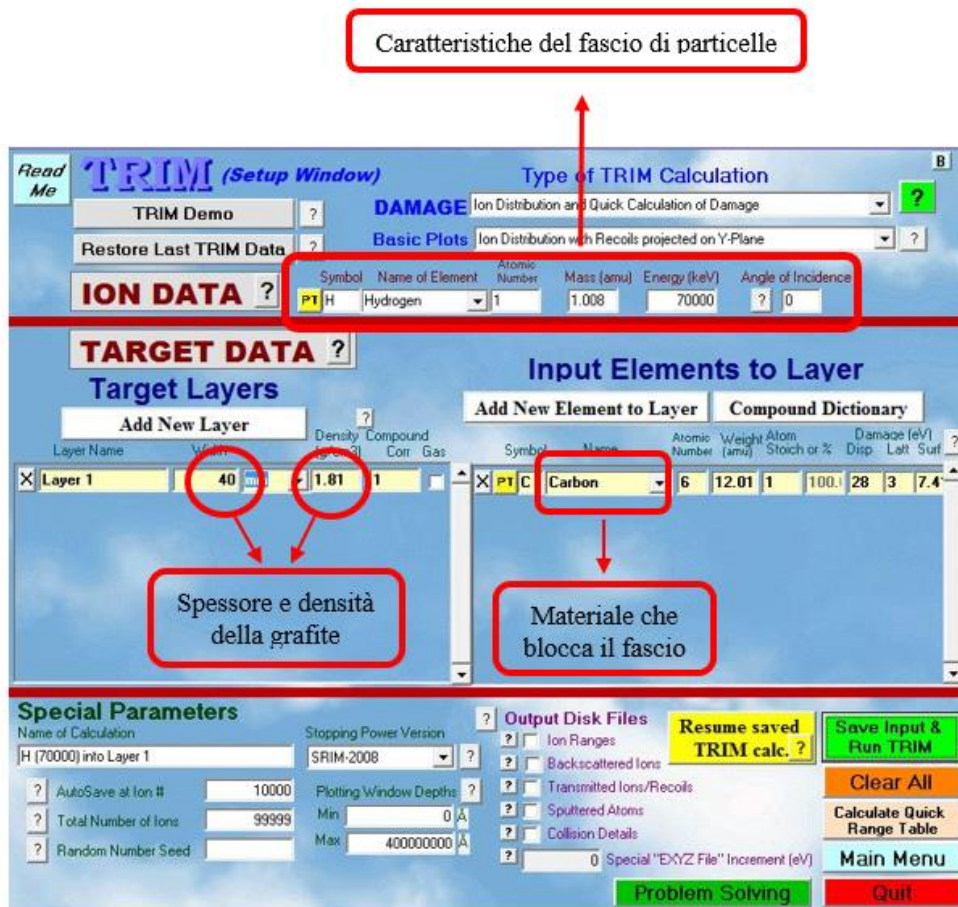 Caratteristiche del fascio di particelle
Read Me
TRIM (Setup Window)
Type of TRIM Calculation
B
TRIM Demo ?
DAMAGE Ion Distribution and Quick Calculation of Damage ?
Restore Last TRIM Data ?
Basic Plots Ion Distribution with Recoils projected on Y-Plane ?
ION DATA ?
Symbol Name of Element Atomic Number Mass (amu) Energy (keV) Angle of Incidence
PT H Hydrogen 1 1.008 70000 ? 0
TARGET DATA ?
Target Layers
Input Elements to Layer
Add New Layer
?
Add New Element to Layer Compound Dictionary
Layer Name Width Density (g/cm3) Compound Corr Gas
Symbol Name Atomic Number Weight (amu) Atom Stoich or % Damage (eV) Disp Latt Surf ?
X Layer 1 40 mm 1.81 1
X PT C Carbon 6 12.01 1 100. 28 3 7.4
Spessore e densità
della grafite
Materiale che
blocca il fascio
Special Parameters
Name of Calculation
H (70000) into Layer 1
Stopping Power Version ?
SRIM-2008 ?
? AutoSave at Ion # 10000
? Total Number of Ions 99999
? Random Number Seed
Plotting Window Depths ?
Min 0 Å
Max 400000000 Å
Output Disk Files
? Ion Ranges
? Backscattered Ions
? Transmitted Ions/Recoils
? Sputtered Atoms
? Collision Details
? 0 Special "EXYZ File" Increment (eV)
Resume saved
TRIM calc. ?
Save Input &
Run TRIM
Clear All
Calculate Quick
Range Table
Main Menu
Problem Solving
Quit